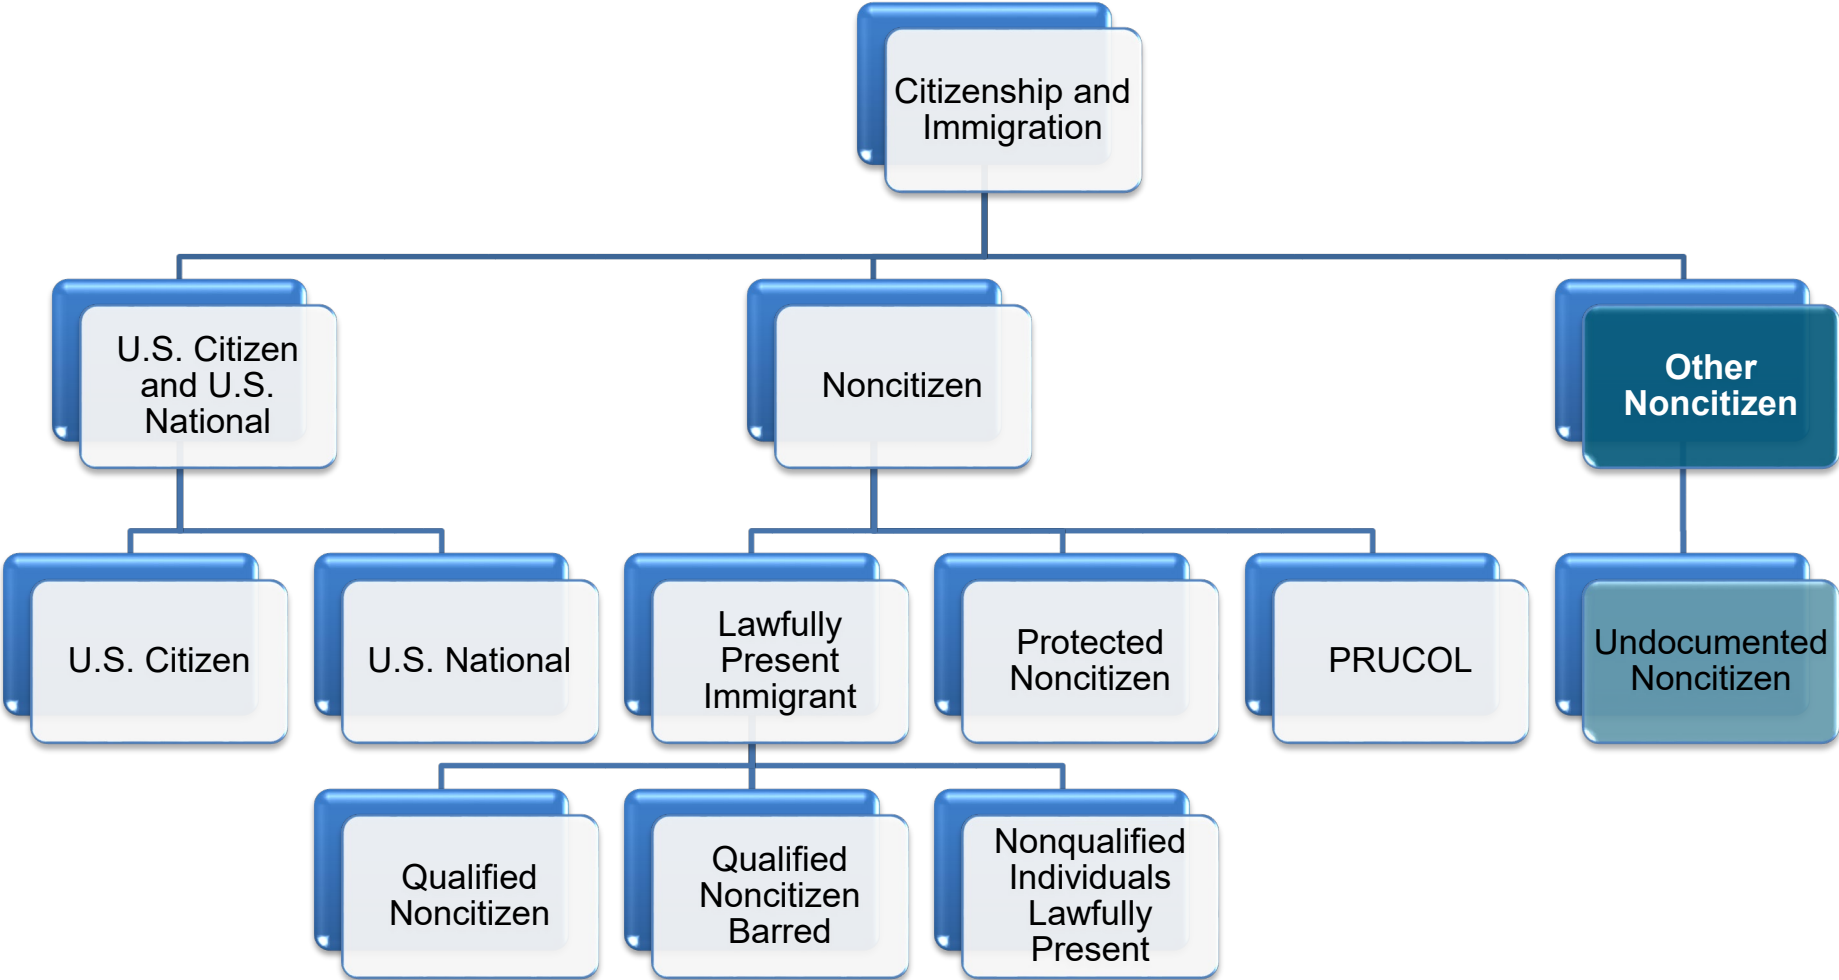 Citizenship and
Immigration
U.S. Citizen
and U.S.
National
Noncitizen
Other
Noncitizen
U.S. Citizen
U.S. National
Lawfully
Present
Immigrant
Protected
Noncitizen
PRUCOL
Undocumented
Noncitizen
Qualified
Noncitizen
Qualified
Noncitizen
Barred
Nonqualified
Individuals
Lawfully
Present